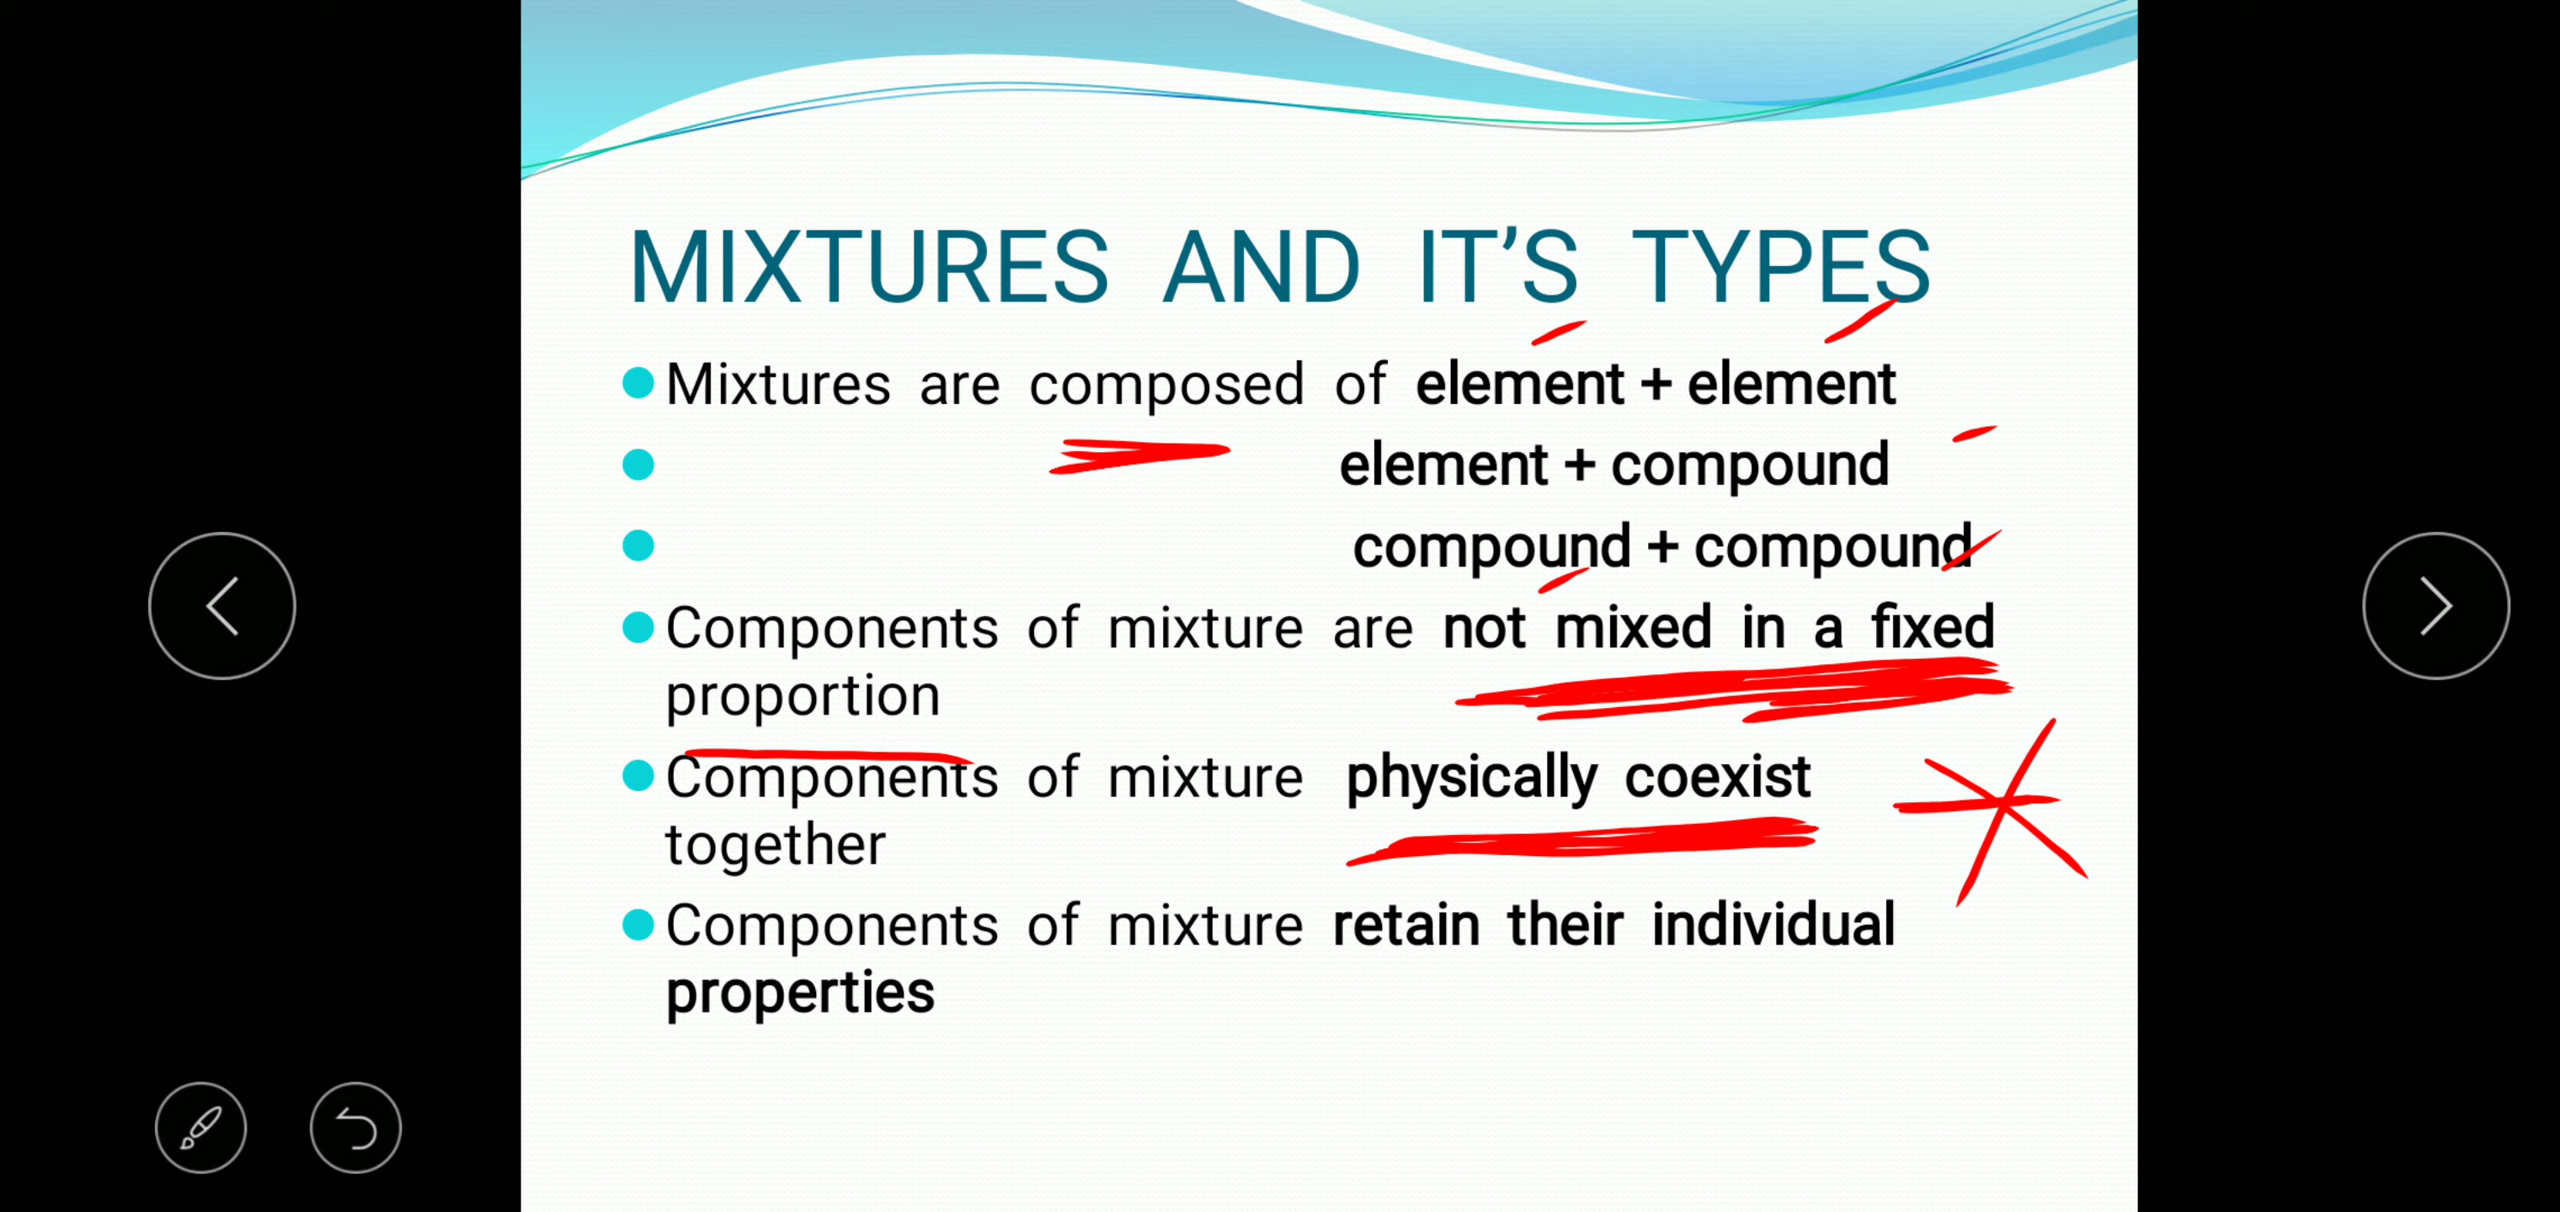 MIXTURES AND IT’S TYPES
Mixtures are composed of element + element
element + compound
compound + compound
Components of mixture are not mixed in a fixed
proportion
Components of mixture physically coexist
together
Components of mixture retain their individual
properties